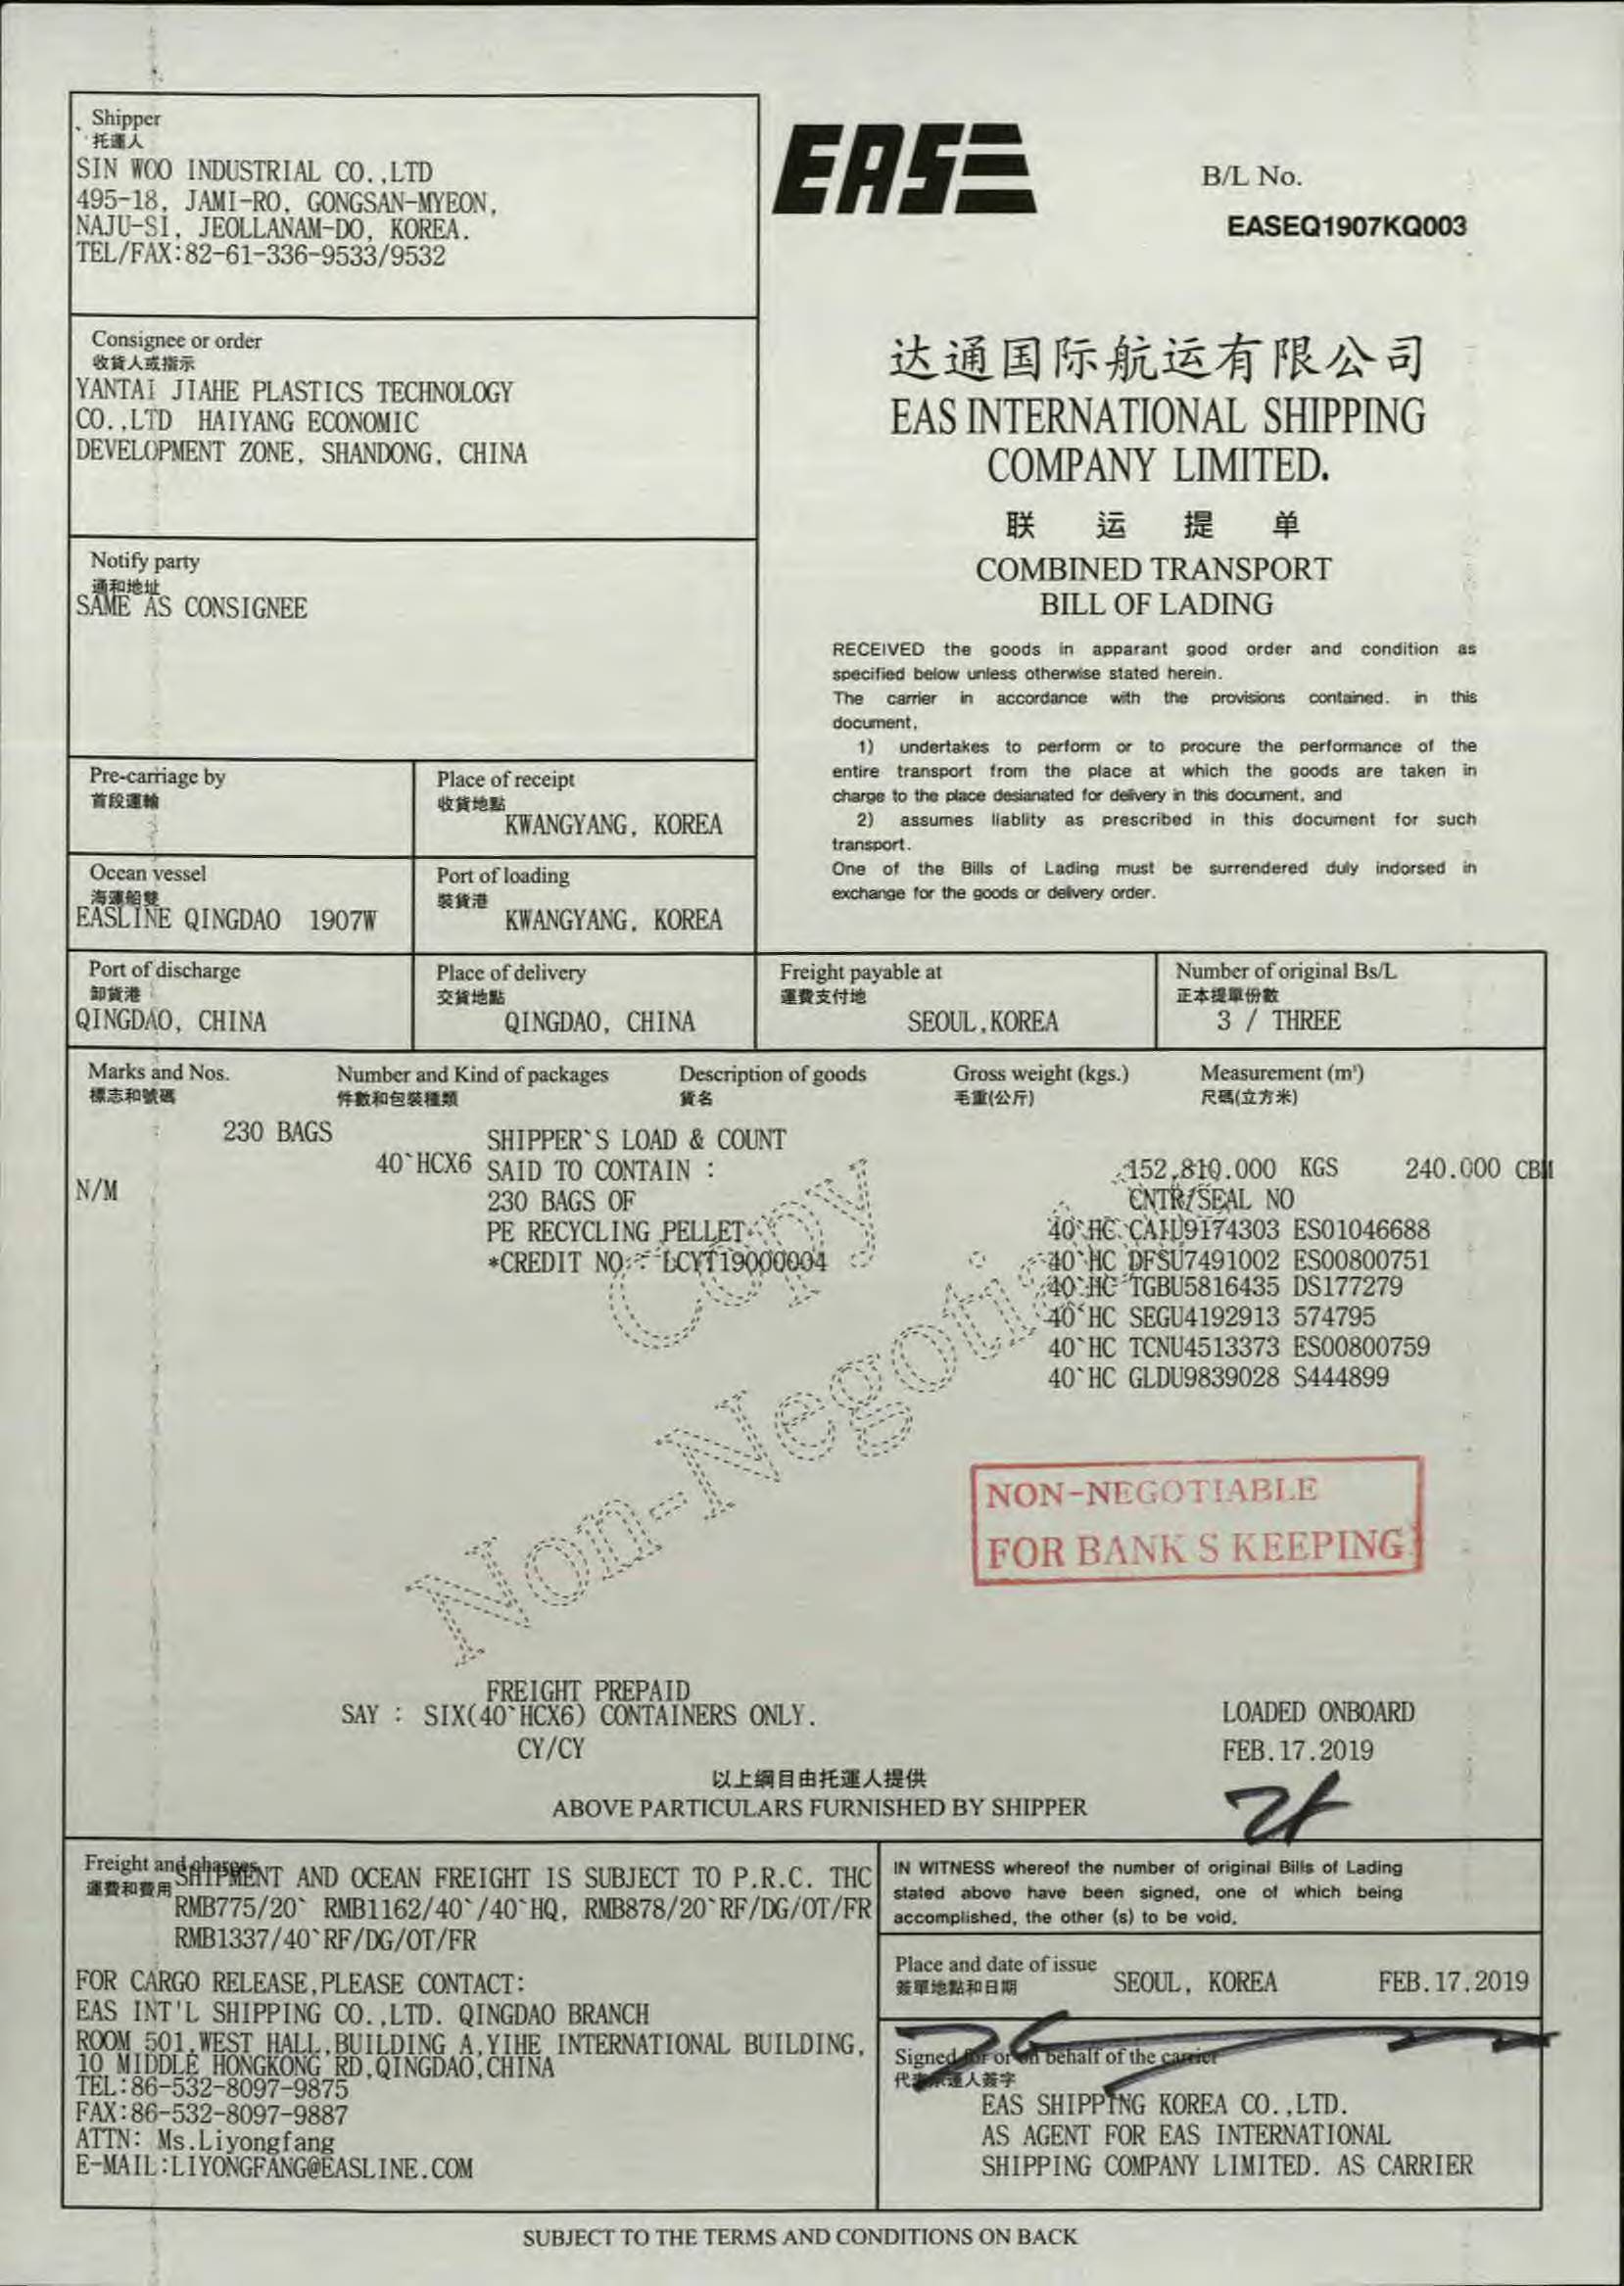 Shipper
托運人
SIN WOO INDUSTRIAL CO.,LTD
495-18, JAMI-RO, GONGSAN-MYEON,
NAJU-SI, JEOLLANAM-DO, KOREA.
TEL/FAX:82-61-336-9533/9532
EASE
B/L No.
EASEQ1907KQ003
Consignee or order
收貨人或指示
YANTAI JIAHE PLASTICS TECHNOLOGY
CO.,LTD HAIYANG ECONOMIC
DEVELOPMENT ZONE, SHANDONG, CHINA
达通国际航运有限公司
EAS INTERNATIONAL SHIPPING
COMPANY LIMITED.
联运提单
COMBINED TRANSPORT
BILL OF LADING
Notify party
通和地址
SAME AS CONSIGNEE
RECEIVED the goods in apparant good order and condition as
specified below unless otherwise stated herein.
The carrier in accordance with the provisions contained. in this
document,
1) undertakes to perform or to procure the performance of the
entire transport from the place at which the goods are taken in
charge to the place desianated for delivery in this document, and
2) assumes liablity as prescribed in this document for such
transport.
One of the Bills of Lading must be surrendered duly indorsed in
exchange for the goods or delivery order.
Pre-carriage by
首段運輸
Place of receipt
收貨地點
KWANGYANG, KOREA
Ocean vessel
海運船雙
EASLINE QINGDAO 1907W
Port of loading
裝貨港
KWANGYANG, KOREA
Port of discharge
卸貨港
QINGDAO, CHINA
Place of delivery
交貨地點
QINGDAO, CHINA
Freight payable at
運費支付地
SEOUL,KOREA
Number of original Bs/L
正本提單份數
3 / THREE
Marks and Nos. Number and Kind of packages Description of goods Gross weight (kgs.) Measurement (m³)
標志和號碼 件數和包裝種類 貨名 毛重(公斤) 尺碼(立方米)
230 BAGS SHIPPER`S LOAD & COUNT
40`HCX6 SAID TO CONTAIN : 152,810.000 KGS 240.000 CBM
N/M 230 BAGS OF CNTR/SEAL NO
PE RECYCLING PELLET 40`HC CAIU9174303 ES01046688
*CREDIT NO : LCYT19000004 40`HC DFSU7491002 ES00800751
40`HC TGBU5816435 DS177279
40`HC SEGU4192913 574795
40`HC TCNU4513373 ES00800759
40`HC GLDU9839028 S444899
Copy
Non-Negoti
NON-NEGOTIABLE
FOR BANK S KEEPING
FREIGHT PREPAID
SAY : SIX(40`HCX6) CONTAINERS ONLY.
CY/CY
LOADED ONBOARD
FEB.17.2019
以上綱目由托運人提供
ABOVE PARTICULARS FURNISHED BY SHIPPER
Freight and charges
運費和費用
SHIPMENT AND OCEAN FREIGHT IS SUBJECT TO P.R.C. THC
RMB775/20` RMB1162/40`/40`HQ, RMB878/20`RF/DG/OT/FR
RMB1337/40`RF/DG/OT/FR
FOR CARGO RELEASE,PLEASE CONTACT:
EAS INT'L SHIPPING CO.,LTD. QINGDAO BRANCH
ROOM 501,WEST HALL,BUILDING A,YIHE INTERNATIONAL BUILDING,
10 MIDDLE HONGKONG RD,QINGDAO,CHINA
TEL:86-532-8097-9875
FAX:86-532-8097-9887
ATTN: Ms.Liyongfang
E-MAIL:LIYONGFANG@EASLINE.COM
IN WITNESS whereof the number of original Bills of Lading
stated above have been signed, one of which being
accomplished, the other (s) to be void,
Place and date of issue
簽單地點和日期
SEOUL, KOREA FEB.17.2019
Signed for or on behalf of the carrier
代表承運人簽字
EAS SHIPPING KOREA CO.,LTD.
AS AGENT FOR EAS INTERNATIONAL
SHIPPING COMPANY LIMITED. AS CARRIER
SUBJECT TO THE TERMS AND CONDITIONS ON BACK